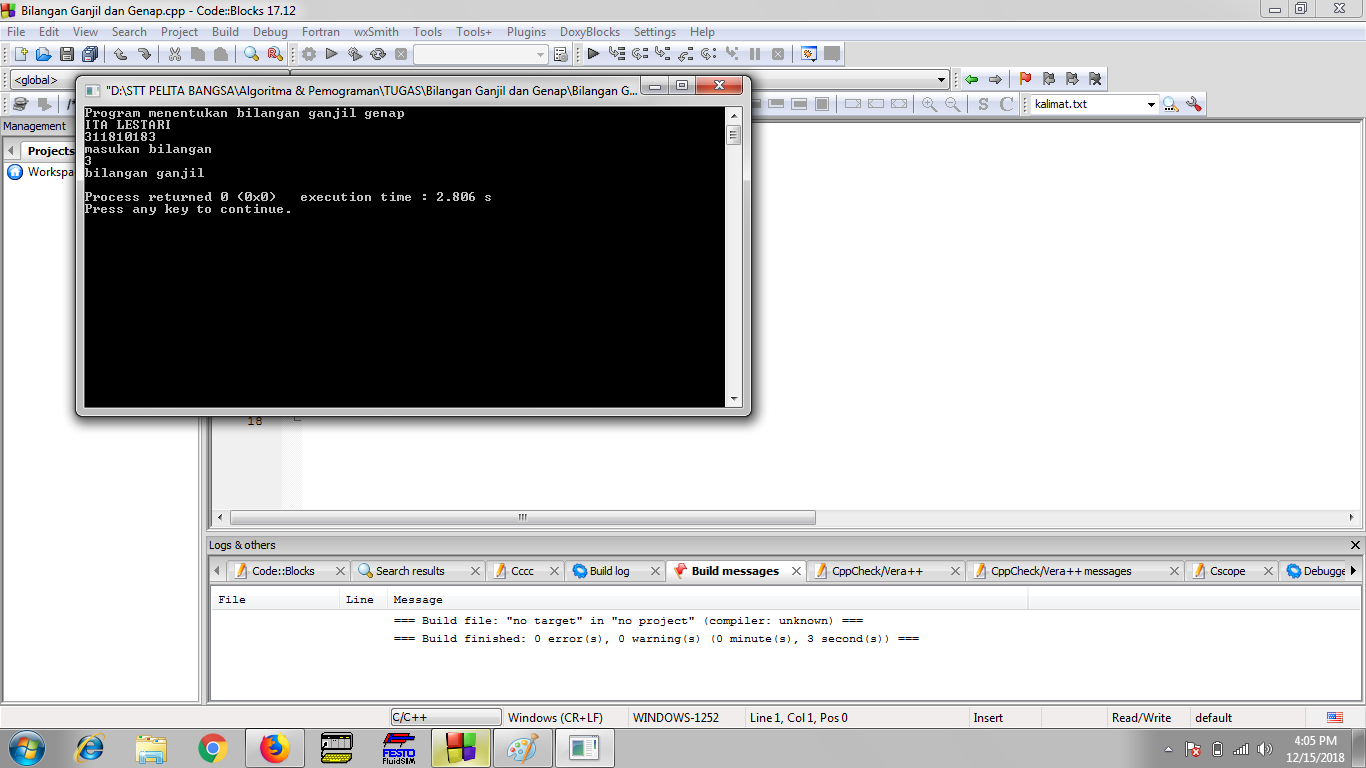 Bilangan Ganjil dan Genap.cpp - Code::Blocks 17.12
File Edit View Search Project Build Debug Fortran wxSmith Tools Tools+ Plugins DoxyBlocks Settings Help
<global>
"D:\STT PELITA BANGSA\Algoritma & Pemograman\TUGAS\Bilangan Ganjil dan Genap\Bilangan G...
S C kalimat.txt
Management
Projects
Workspa
Program menentukan bilangan ganjil genap
ITA LESTARI
311810183
masukan bilangan
3
bilangan ganjil
Process returned 0 (0x0)   execution time : 2.806 s
Press any key to continue.
18
Logs & others
Code::Blocks Search results Cccc Build log Build messages CppCheck/Vera++ CppCheck/Vera++ messages Cscope Debugge
File Line Message
=== Build file: "no target" in "no project" (compiler: unknown) ===
=== Build finished: 0 error(s), 0 warning(s) (0 minute(s), 3 second(s)) ===
C/C++ Windows (CR+LF) WINDOWS-1252 Line 1, Col 1, Pos 0 Insert Read/Write default
FESTO
FluidSIM
4:05 PM
12/15/2018